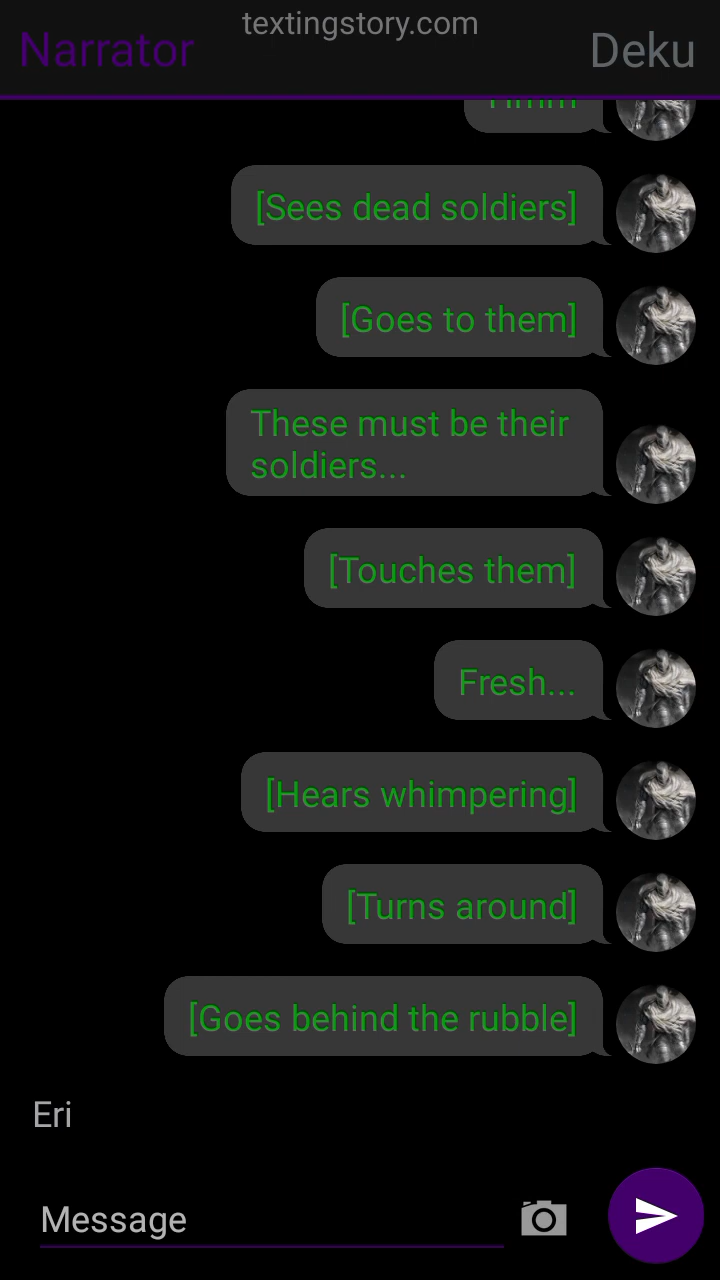 textingstory.com
Narrator
Deku
Hmm
[Sees dead soldiers]
[Goes to them]
These must be their
soldiers...
[Touches them]
Fresh...
[Hears whimpering]
[Turns around]
[Goes behind the rubble]
Eri
Message